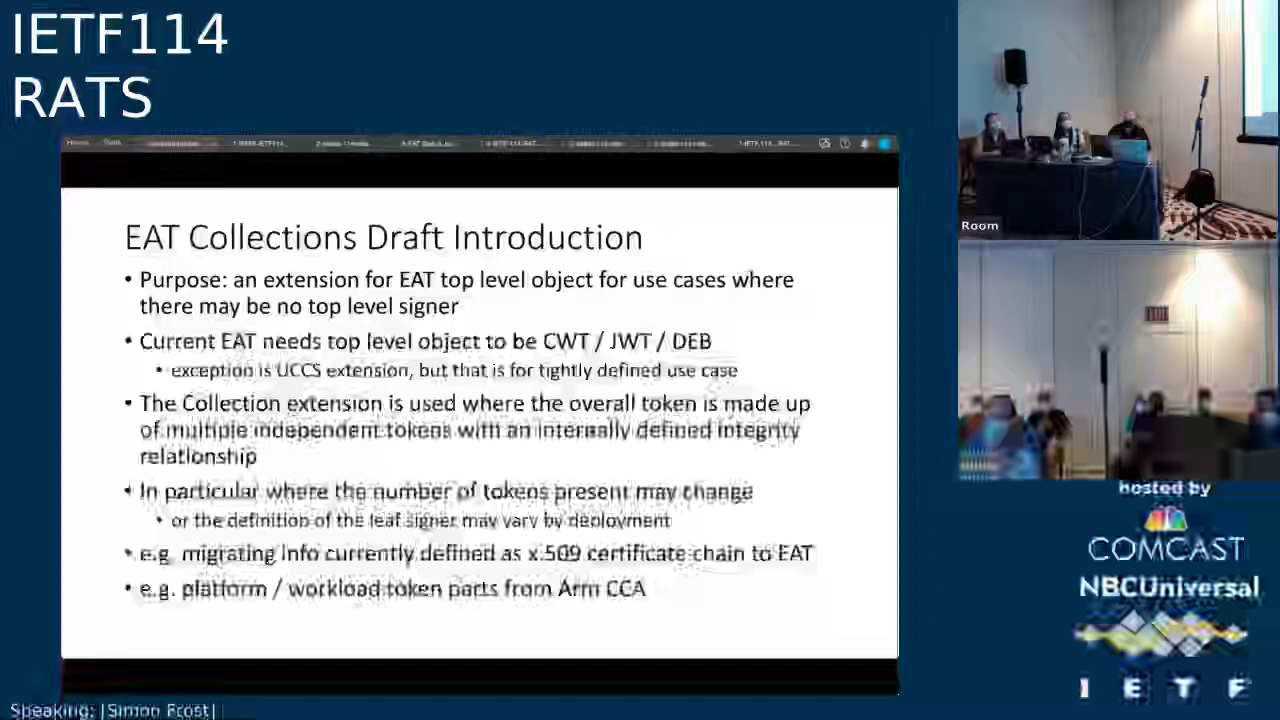 IETF114
RATS
EAT Collections Draft Introduction
• Purpose: an extension for EAT top level object for use cases where
there may be no top level signer
• Current EAT needs top level object to be CWT / JWT / DEB
• exception is UCCS extension, but that is for tightly defined use case
• The Collection extension is used where the overall token is made up
of multiple independent tokens with an internally defined integrity
relationship
• In particular where the number of tokens present may change
• or the definition of the leaf signer may vary by deployment
• e.g. migrating info currently defined as x.509 certificate chain to EAT
• e.g. platform / workload token parts from Arm CCA
Room
hosted by
COMCAST
NBCUniversal
I E T F
Speaking: |Simon Frost|